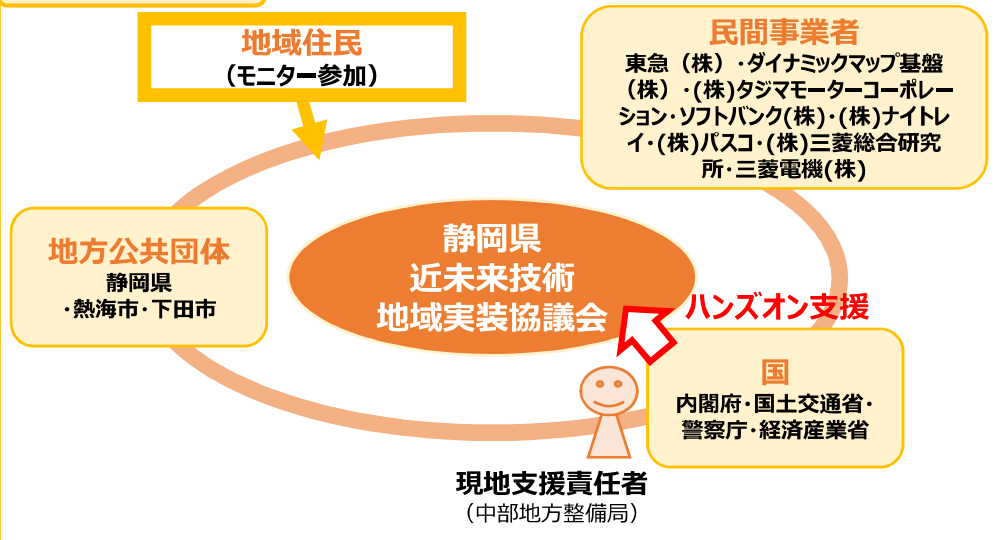 地域住民
（モニター参加）
民間事業者
東急（株）・ダイナミックマップ基盤
（株）・(株)タジマモーターコーポレー
ション・ソフトバンク(株)・(株)ナイトレ
イ・(株)パスコ・(株)三菱総合研究
所・三菱電機(株)
地方公共団体
静岡県
・熱海市・下田市
静岡県
近未来技術
地域実装協議会
ハンズオン支援
国
内閣府・国土交通省・
警察庁・経済産業省
現地支援責任者
（中部地方整備局）